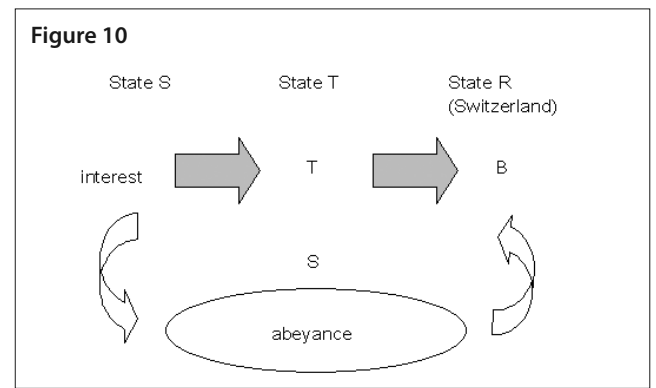 Figure 10
State S State T State R
(Switzerland)
interest T B
S
abeyance